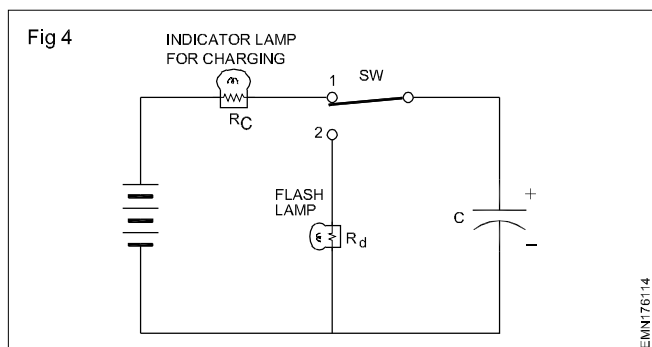 Fig 4
INDICATOR LAMP
FOR CHARGING
RC
1
SW
2
FLASH
LAMP
Rd
C
+
–
EMN176114